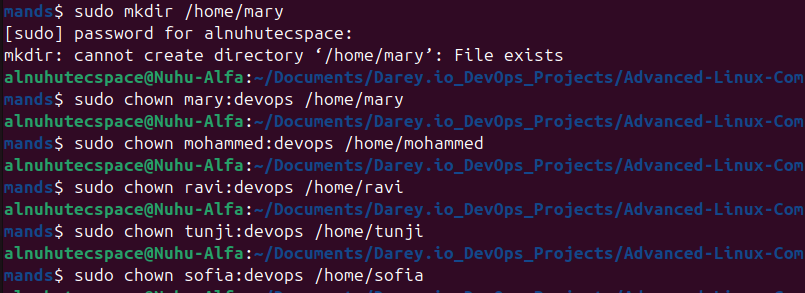 mands$ sudo mkdir /home/mary
[sudo] password for alnuhutecspace:
mkdir: cannot create directory ‘/home/mary’: File exists
alnuhutecspace@Nuhu-Alfa:~/Documents/Darey.io_DevOps_Projects/Advanced-Linux-Com
mands$ sudo chown mary:devops /home/mary
alnuhutecspace@Nuhu-Alfa:~/Documents/Darey.io_DevOps_Projects/Advanced-Linux-Com
mands$ sudo chown mohammed:devops /home/mohammed
alnuhutecspace@Nuhu-Alfa:~/Documents/Darey.io_DevOps_Projects/Advanced-Linux-Com
mands$ sudo chown ravi:devops /home/ravi
alnuhutecspace@Nuhu-Alfa:~/Documents/Darey.io_DevOps_Projects/Advanced-Linux-Com
mands$ sudo chown tunji:devops /home/tunji
alnuhutecspace@Nuhu-Alfa:~/Documents/Darey.io_DevOps_Projects/Advanced-Linux-Com
mands$ sudo chown sofia:devops /home/sofia